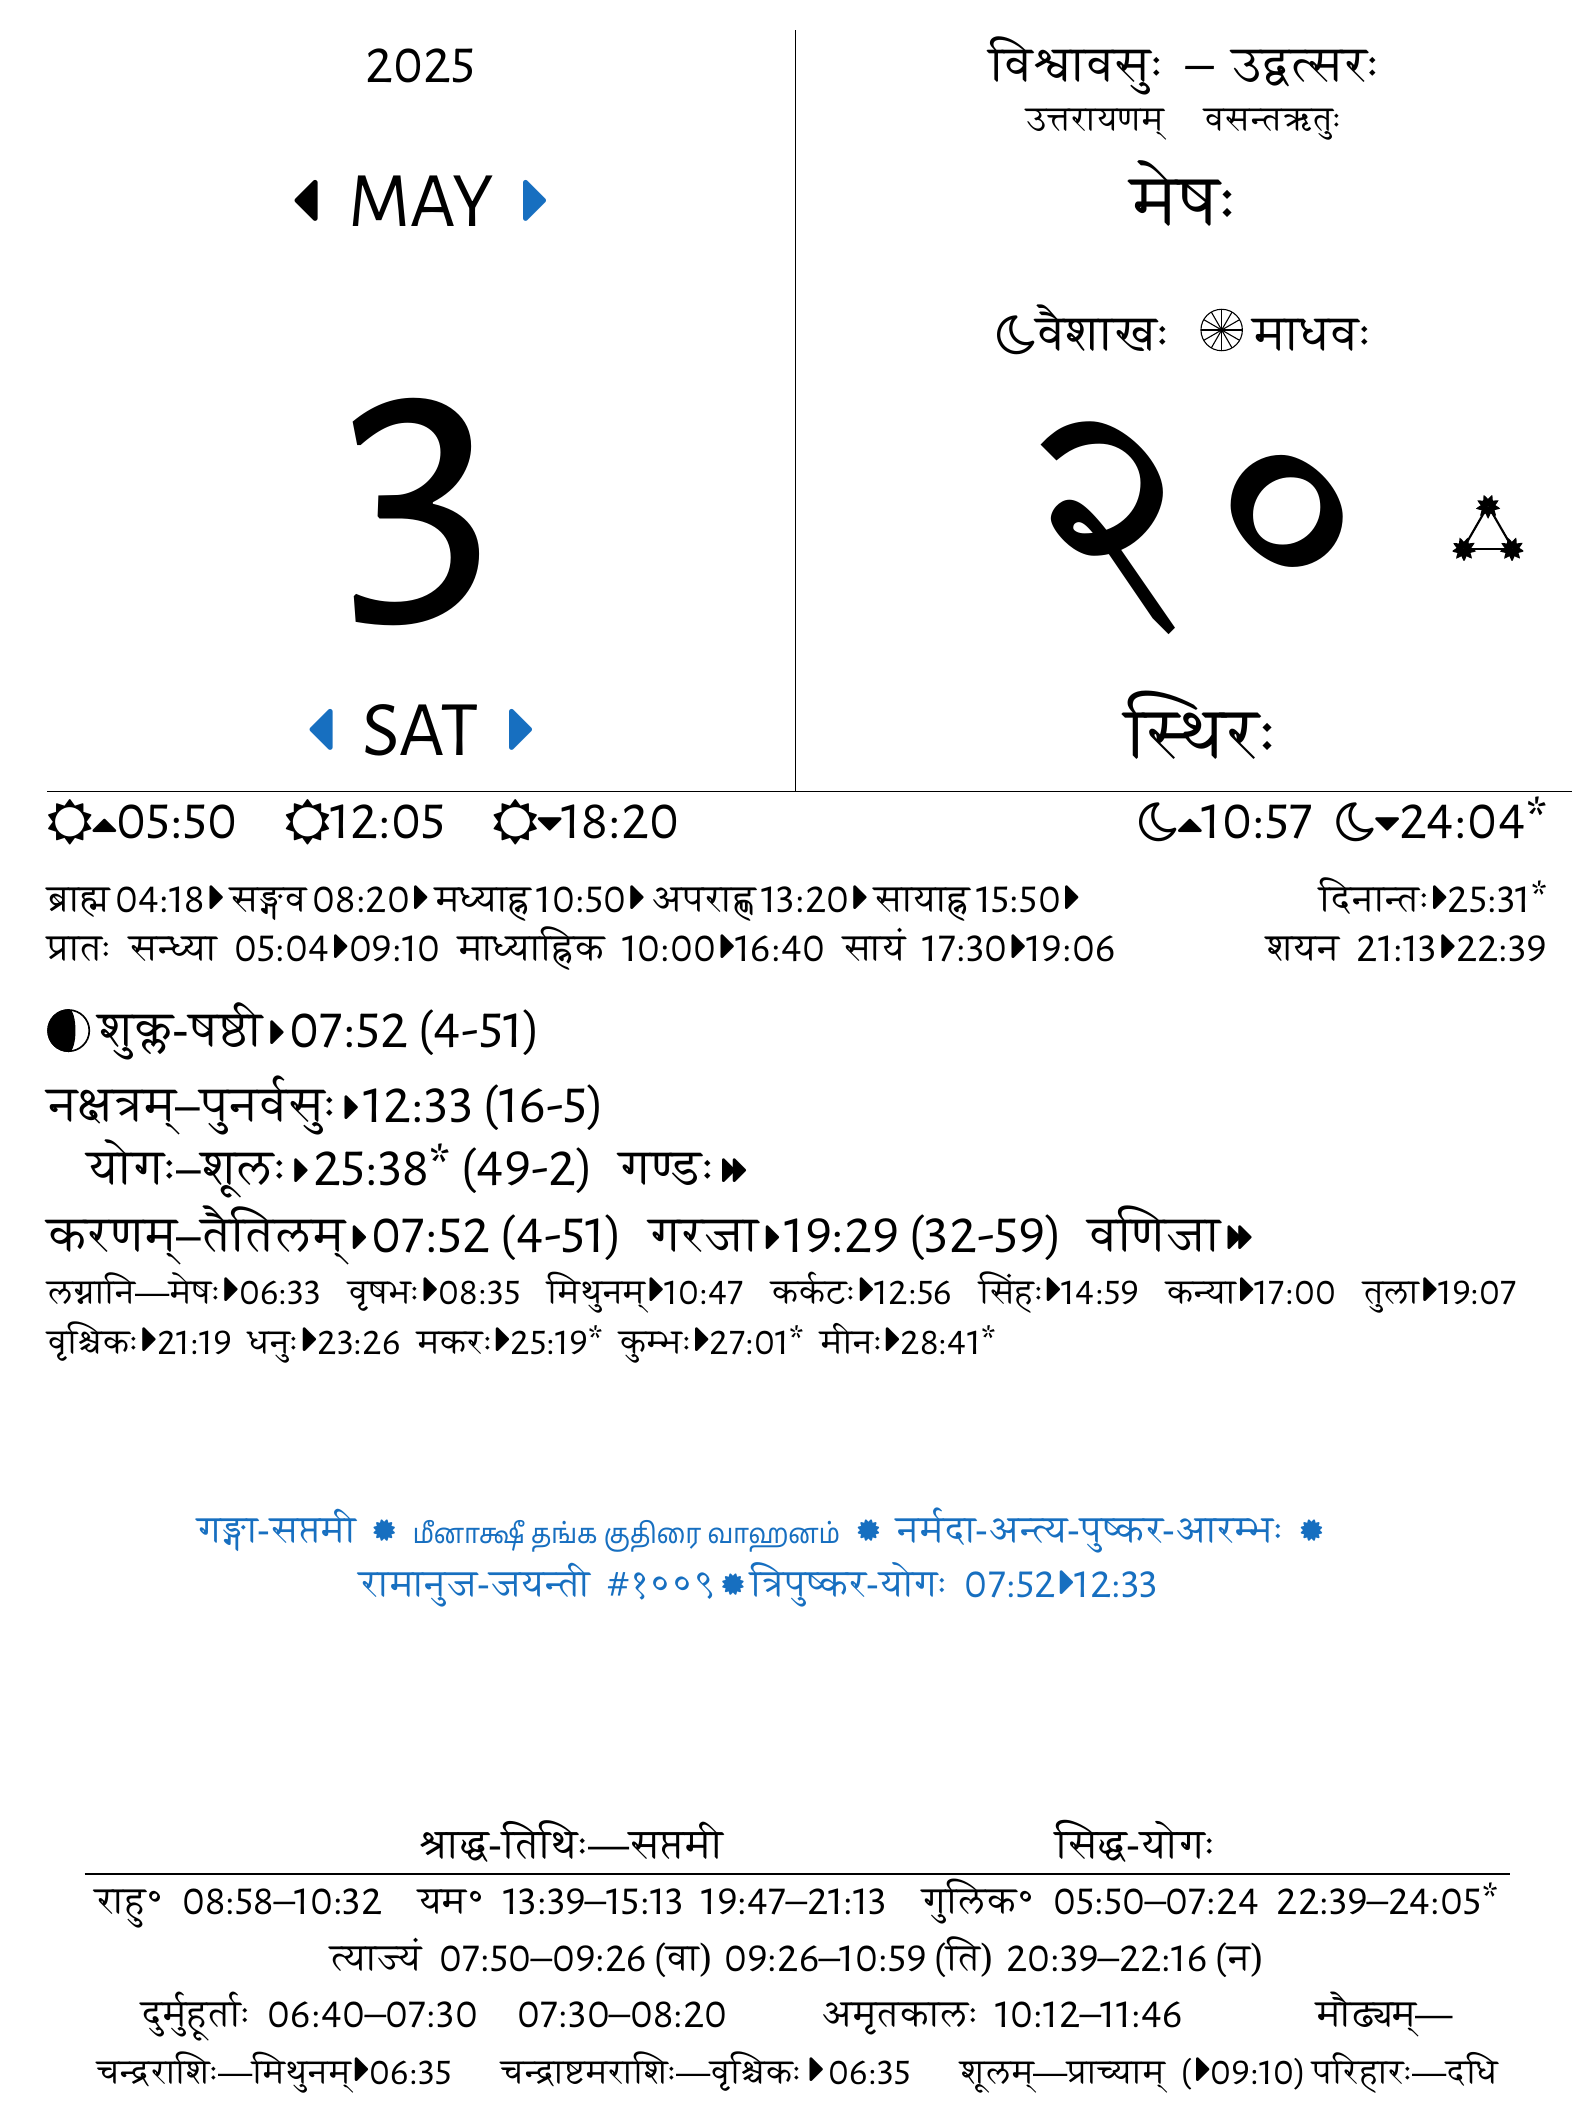 2025
MAY
3
SAT
विश्वावसुः – उद्वत्सरः
उत्तरायणम् वसन्तऋतुः
मेषः
वैशाखः माधवः
२०
स्थिरः
05:50 12:05 18:20 10:57 24:04*
ब्राह्म 04:18 सङ्गव 08:20 मध्याह्न 10:50 अपराह्ण 13:20 सायाह्न 15:50 दिनान्तः 25:31*
प्रातः सन्ध्या 05:04 09:10 माध्याह्निक 10:00 16:40 सायं 17:30 19:06 शयन 21:13 22:39
शुक्ल-षष्ठी 07:52 (4-51)
नक्षत्रम्–पुनर्वसुः 12:33 (16-5)
योगः–शूलः 25:38* (49-2) गण्डः
करणम्–तैतिलम् 07:52 (4-51) गरजा 19:29 (32-59) वणिजा
लग्नानि—मेषः 06:33 वृषभः 08:35 मिथुनम् 10:47 कर्कटः 12:56 सिंहः 14:59 कन्या 17:00 तुला 19:07
वृश्चिकः 21:19 धनुः 23:26 मकरः 25:19* कुम्भः 27:01* मीनः 28:41*
गङ्गा-सप्तमी ✹ மீனாக்ஷீ தங்க குதிரை வாஹனம் ✹ नर्मदा-अन्त्य-पुष्कर-आरम्भः ✹
रामानुज-जयन्ती #१००९ ✹ त्रिपुष्कर-योगः 07:52 12:33
श्राद्ध-तिथिः—सप्तमी सिद्ध-योगः
राहु॰ 08:58–10:32 यम॰ 13:39–15:13 19:47–21:13 गुलिक॰ 05:50–07:24 22:39–24:05*
त्याज्यं 07:50–09:26 (वा) 09:26–10:59 (ति) 20:39–22:16 (न)
दुर्मुहूर्ताः 06:40–07:30 07:30–08:20 अमृतकालः 10:12–11:46 मौढ्यम्—
चन्द्रराशिः—मिथुनम् 06:35 चन्द्राष्टमराशिः—वृश्चिकः 06:35 शूलम्—प्राच्याम् ( 09:10) परिहारः—दधि